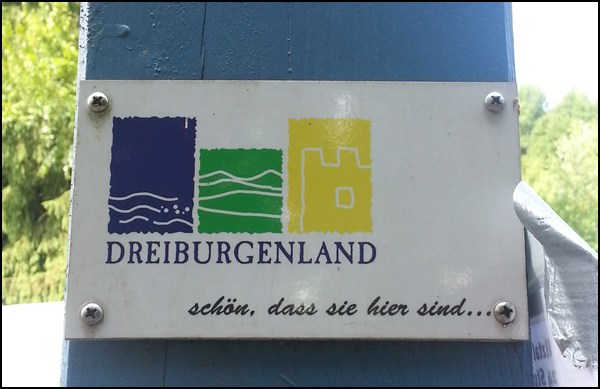 DREIBURGENLAND
schön, dass sie hier sind...